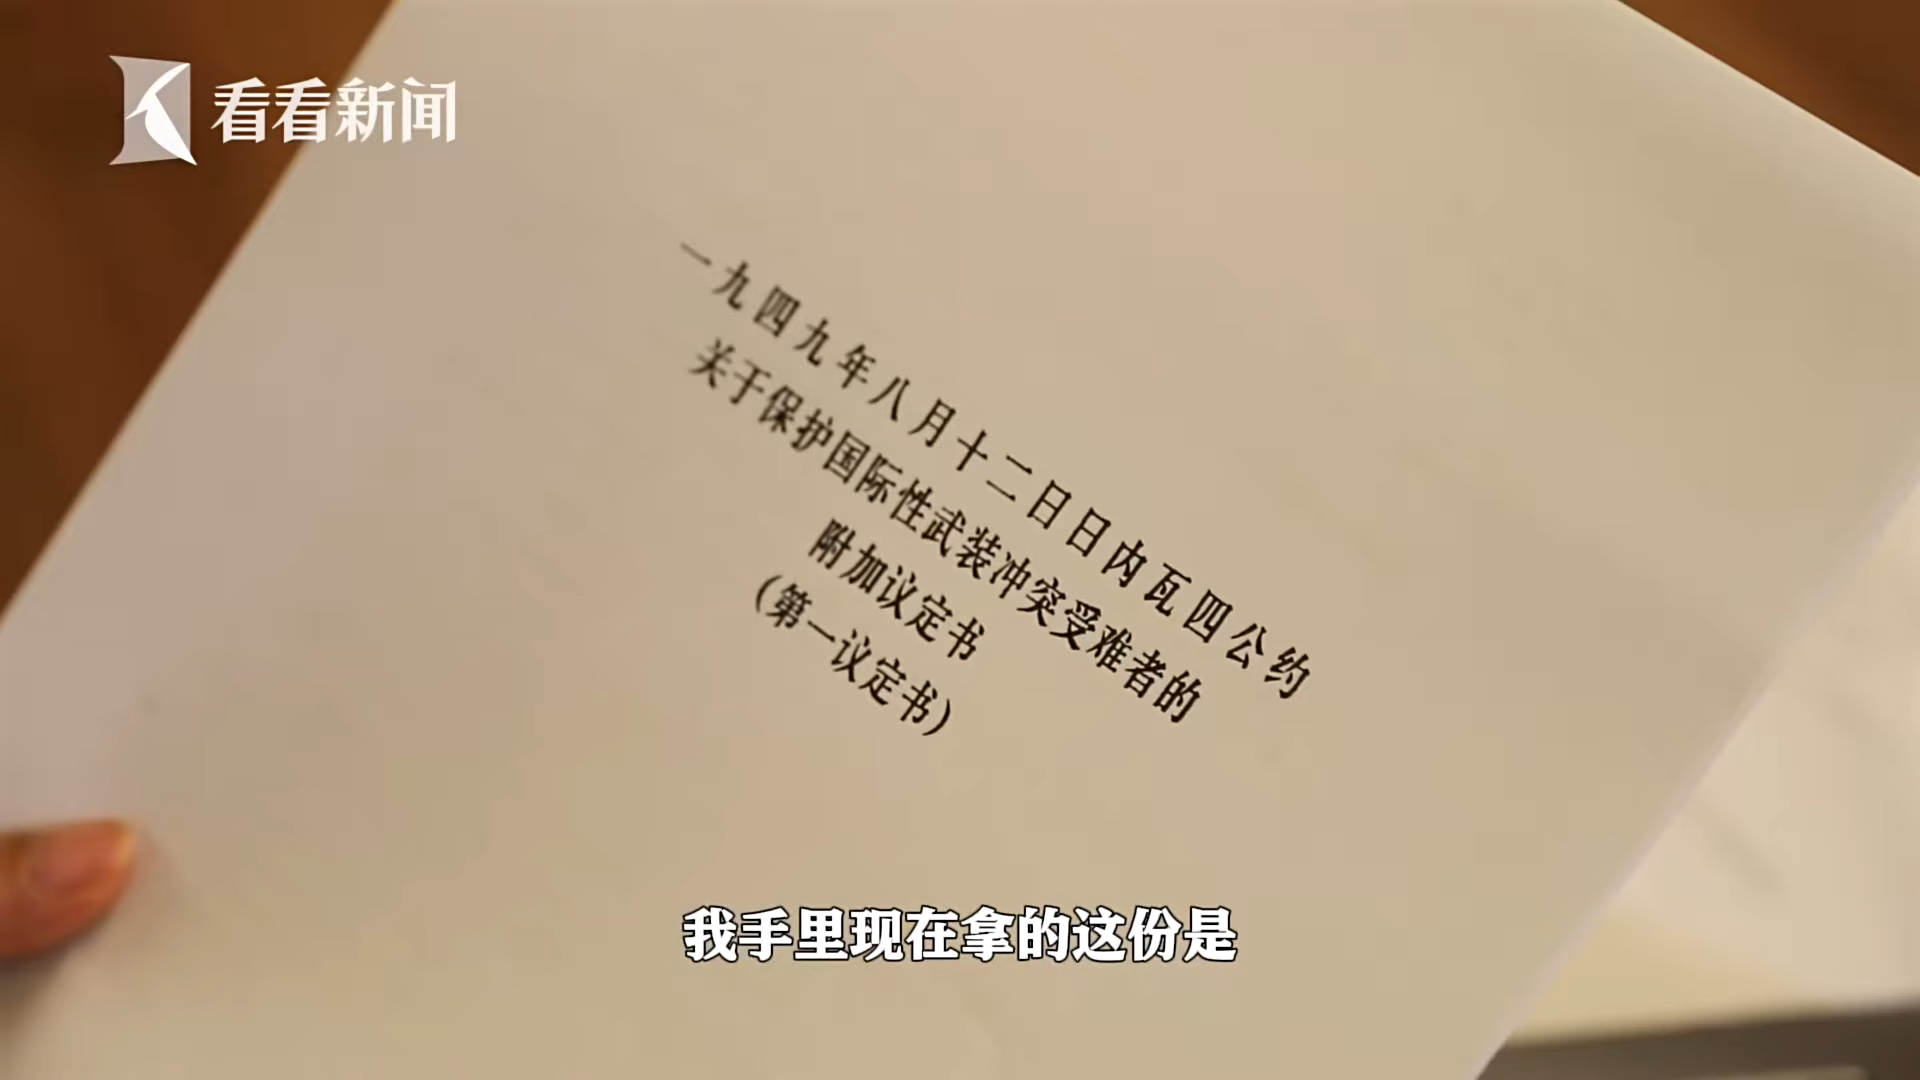 看看新闻
一九四九年八月十二日日内瓦四公约
关于保护国际性武装冲突受难者的
附加议定书
(第一议定书)
我手里现在拿的这份是